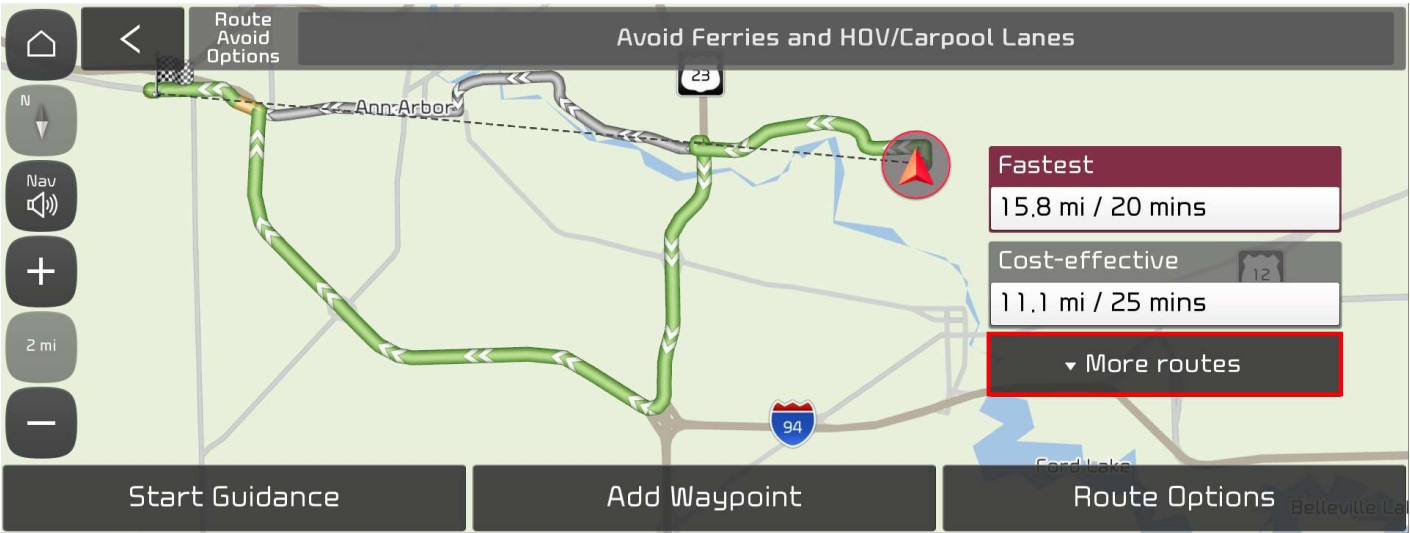 Route
Avoid
Options
Avoid Ferries and HOV/Carpool Lanes
23
N
Ann Arbor
Nav
Fastest
15.8 mi / 20 mins
Cost-effective
12
11.1 mi / 25 mins
2 mi
More routes
94
Ford Lake
Start Guidance
Add Waypoint
Route Options
Belleville La